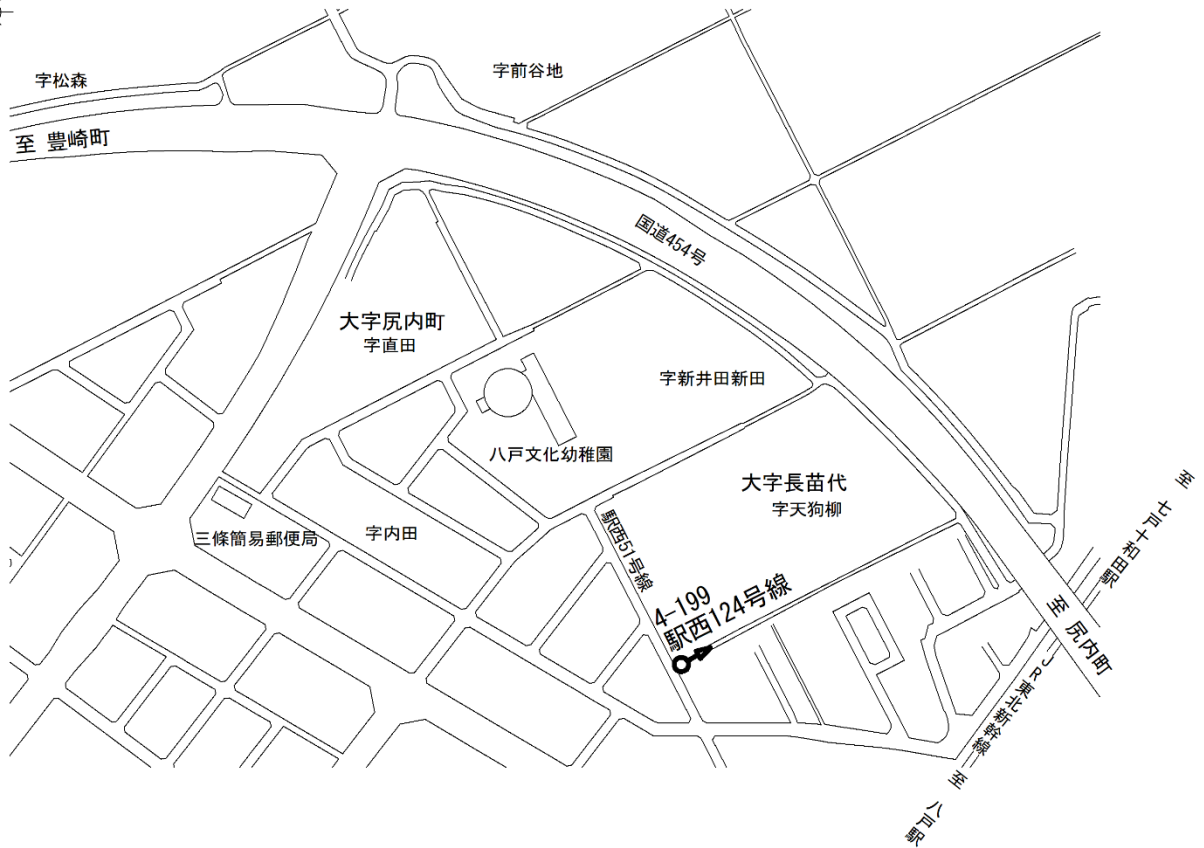 字松森
字前谷地
至 豊崎町
国道454号
大字尻内町
字直田
字新井田新田
八戸文化幼稚園
大字長苗代
字天狗柳
至 七戸十和田駅
駅西51号線
字内田
三條簡易郵便局
4-199
駅西124号線
至 尻内町
JR東北新幹線
至 八戸駅